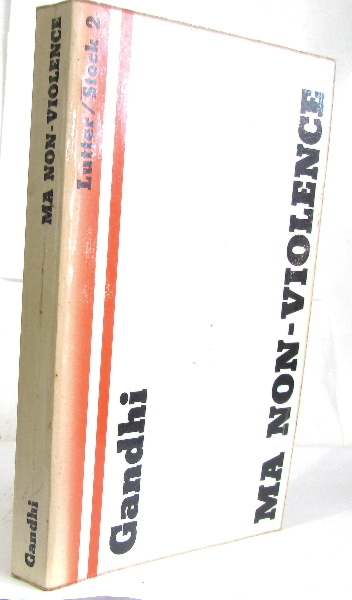 MA NON-VIOLENCE
Gandhi
Lutter/Stock 2
Gandhi
MA NON-VIOLENCE